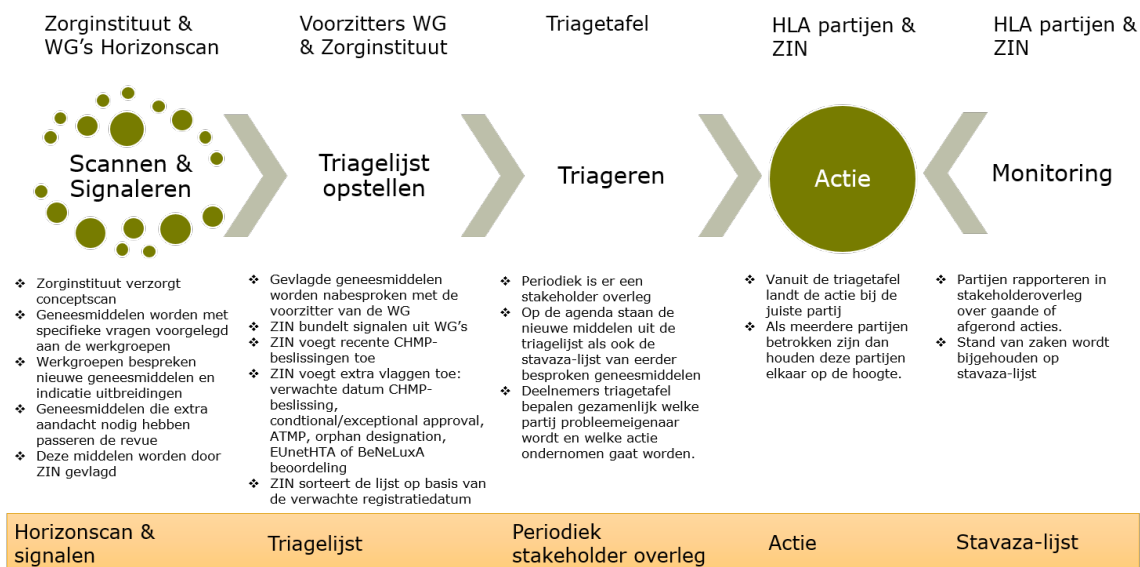 Zorginstituut &
WG’s Horizonscan
Voorzitters WG
& Zorginstituut
Triagetafel
HLA partijen &
ZIN
HLA partijen &
ZIN
Scannen &
Signaleren
Triagelijst
opstellen
Triageren
Actie
Monitoring
❖ Zorginstituut verzorgt
conceptscan
❖ Geneesmiddelen worden met
specifieke vragen voorgelegd
aan de werkgroepen
❖ Werkgroepen bespreken
nieuwe geneesmiddelen en
indicatie uitbreidingen
❖ Geneesmiddelen die extra
aandacht nodig hebben
passeren de revue
❖ Deze middelen worden door
ZIN gevlagd
❖ Gevlagde geneesmiddelen
worden nabesproken met de
voorzitter van de WG
❖ ZIN bundelt signalen uit WG’s
❖ ZIN voegt recente CHMP-
beslissingen toe
❖ ZIN voegt extra vlaggen toe:
verwachte datum CHMP-
beslissing,
condtional/exceptional approval,
ATMP, orphan designation,
EUnetHTA of BeNeLuxA
beoordeling
❖ ZIN sorteert de lijst op basis van
de verwachte registratiedatum
❖ Periodiek is er een
stakeholder overleg
❖ Op de agenda staan de
nieuwe middelen uit de
triagelijst als ook de
stavaza-lijst van eerder
besproken geneesmiddelen
❖ Deelnemers triagetafel
bepalen gezamenlijk welke
partij probleemeigenaar
wordt en welke actie
ondernomen gaat worden.
❖ Vanuit de triagetafel
landt de actie bij de
juiste partij
❖ Als meerdere partijen
betrokken zijn dan
houden deze partijen
elkaar op de hoogte.
❖ Partijen rapporteren in
stakeholderoverleg
over gaande of
afgerond acties.
❖ Stand van zaken wordt
bijgehouden op
stavaza-lijst
Horizonscan &
signalen
Triagelijst
Periodiek
stakeholder overleg
Actie
Stavaza-lijst